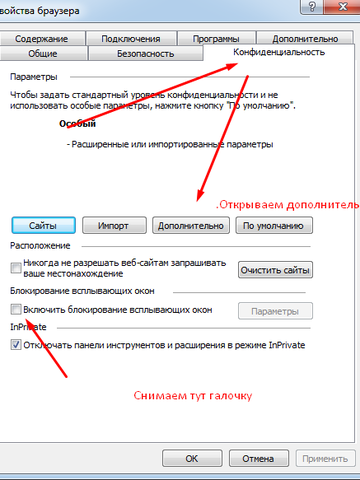 войства браузера
Содержание Подключения Программы Дополнительно
Общие Безопасность Конфиденциальность
Параметры
Чтобы задать стандартный уровень конфиденциальности и не
использовать особые параметры, нажмите кнопку "По умолчанию".
Особый
- Расширенные или импортированные параметры
.Открываем дополнитель
Сайты Импорт Дополнительно По умолчанию
Расположение
Никогда не разрешать веб-сайтам запрашивать
ваше местонахождение
Очистить сайты
Блокирование всплывающих окон
Включить блокирование всплывающих окон Параметры
InPrivate
Отключать панели инструментов и расширения в режиме InPrivate
Снимаем тут галочку
ОК Отмена Применить